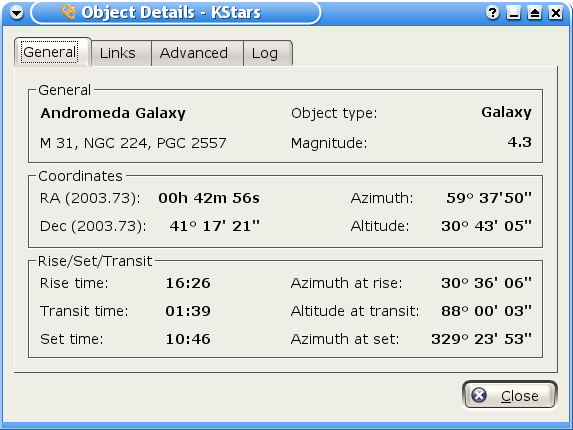 Object Details - KStars
General Links Advanced Log
General
Andromeda Galaxy Object type: Galaxy
M 31, NGC 224, PGC 2557 Magnitude: 4.3
Coordinates
RA (2003.73): 00h 42m 56s Azimuth: 59° 37'50"
Dec (2003.73): 41° 17' 21" Altitude: 30° 43' 05"
Rise/Set/Transit
Rise time: 16:26 Azimuth at rise: 30° 36' 06"
Transit time: 01:39 Altitude at transit: 88° 00' 03"
Set time: 10:46 Azimuth at set: 329° 23' 53"
Close